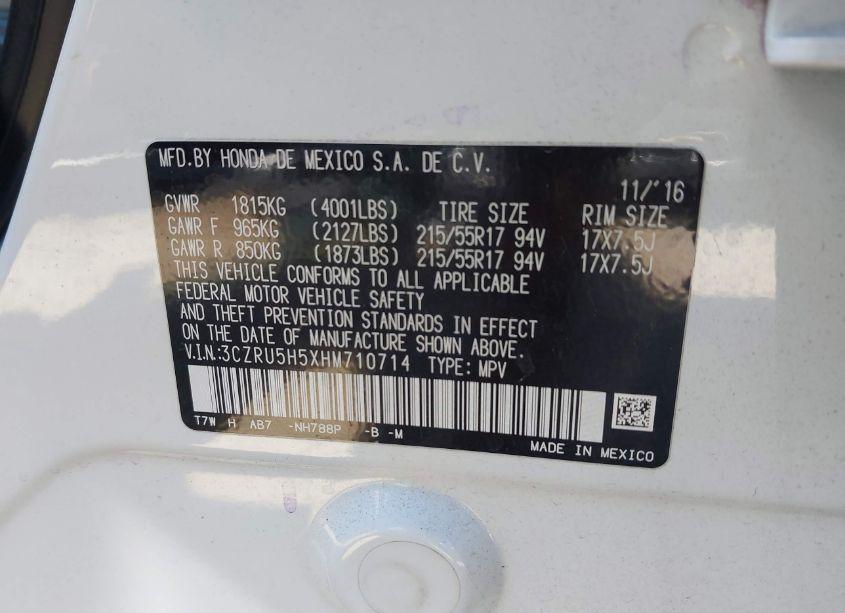 MFD.BY HONDA DE MEXICO S.A. DE C.V.
11/'16
GVWR 1815KG (4001LBS) TIRE SIZE RIM SIZE
GAWR F 965KG (2127LBS) 215/55R17 94V 17X7.5J
GAWR R 850KG (1873LBS) 215/55R17 94V 17X7.5J
THIS VEHICLE CONFORMS TO ALL APPLICABLE
FEDERAL MOTOR VEHICLE SAFETY
AND THEFT PREVENTION STANDARDS IN EFFECT
ON THE DATE OF MANUFACTURE SHOWN ABOVE.
V.I.N.:3CZRU5H5XHM710714 TYPE: MPV
T7W H AB7 -NH788P -B -M
MADE IN MEXICO